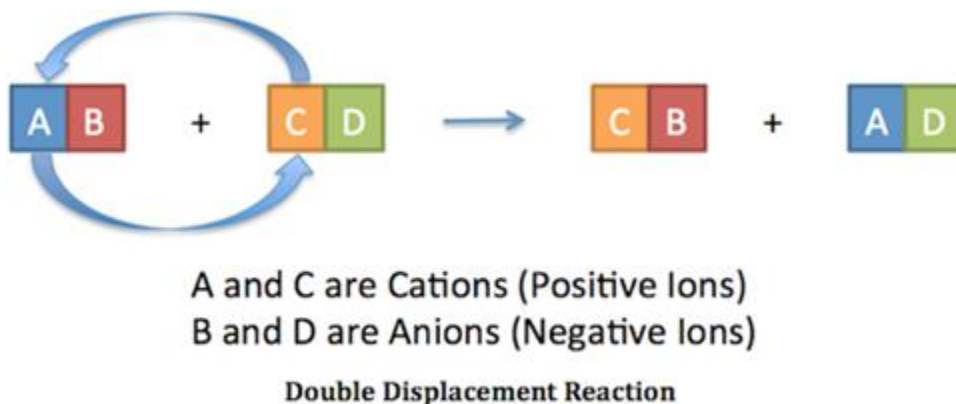 A B + C D C B + A D
A and C are Cations (Positive Ions)
B and D are Anions (Negative Ions)
Double Displacement Reaction